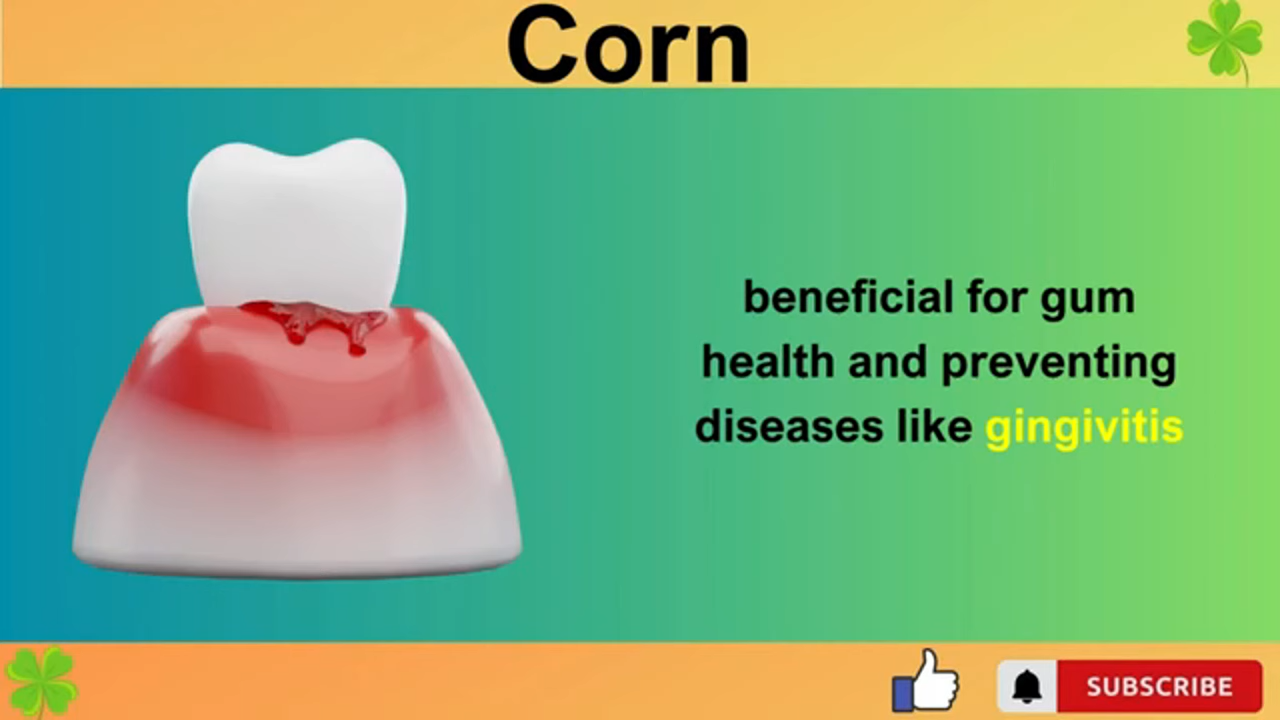 Corn
beneficial for gum
health and preventing
diseases like gingivitis
SUBSCRIBE